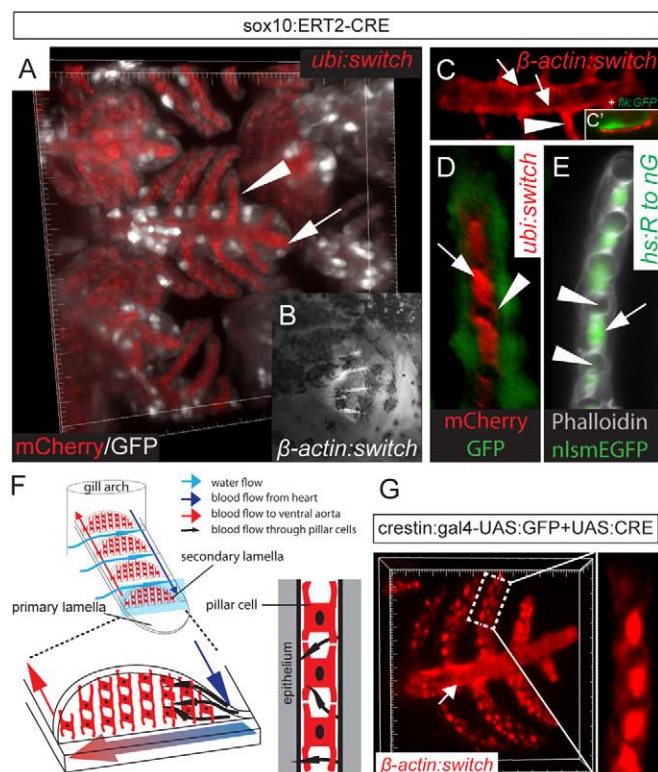 sox10:ERT2-CRE
A
ubi:switch
mCherry/GFP
B
β-actin:switch
C
β-actin:switch
+ flk:GFP
C'
D
ubi:switch
mCherry
GFP
E
hs:R to nG
Phalloidin
nlsmEGFP
F
gill arch
water flow
blood flow from heart
blood flow to ventral aorta
blood flow through pillar cells
secondary lamella
primary lamella
pillar cell
epithelium
G
crestin:gal4-UAS:GFP+UAS:CRE
β-actin:switch